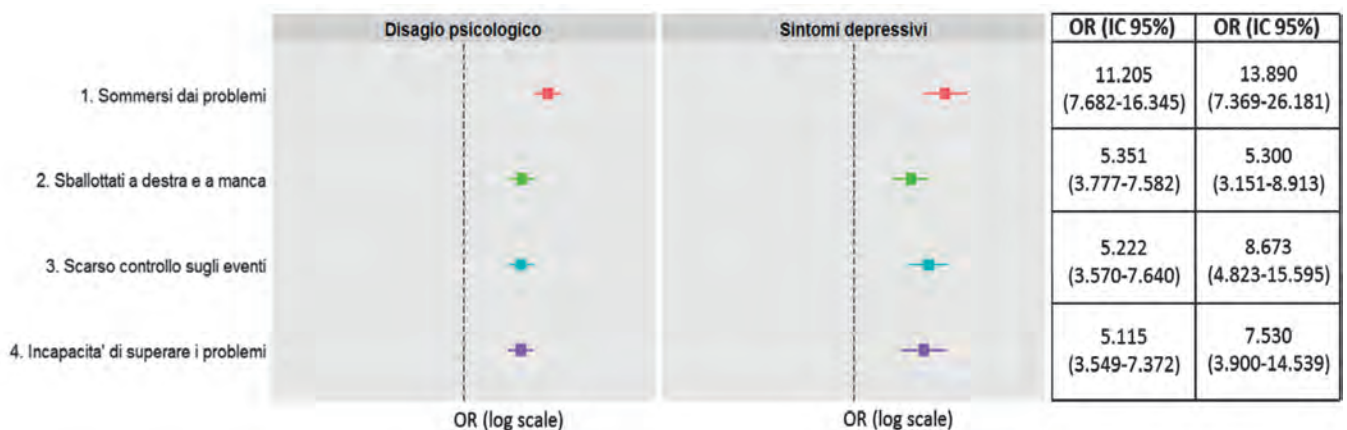 Disagio psicologico
Sintomi depressivi
OR (IC 95%)
OR (IC 95%)
1. Sommersi dai problemi
11.205
(7.682-16.345)
13.890
(7.369-26.181)
2. Sballottati a destra e a manca
5.351
(3.777-7.582)
5.300
(3.151-8.913)
3. Scarso controllo sugli eventi
5.222
(3.570-7.640)
8.673
(4.823-15.595)
4. Incapacita' di superare i problemi
5.115
(3.549-7.372)
7.530
(3.900-14.539)
OR (log scale)
OR (log scale)